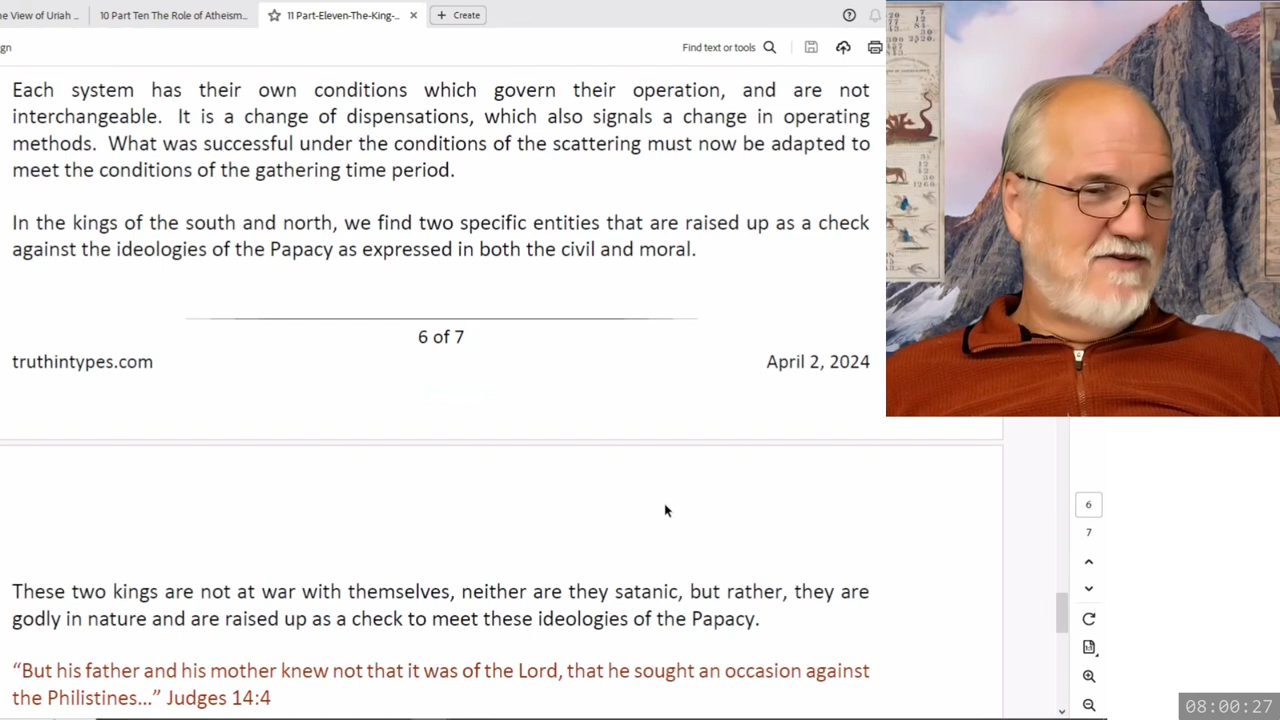 he View of Uriah ...
10 Part Ten The Role of Atheism...
11 Part-Eleven-The-King-...
Create
gn
Find text or tools
Each system has their own conditions which govern their operation, and are not
interchangeable. It is a change of dispensations, which also signals a change in operating
methods. What was successful under the conditions of the scattering must now be adapted to
meet the conditions of the gathering time period.
In the kings of the south and north, we find two specific entities that are raised up as a check
against the ideologies of the Papacy as expressed in both the civil and moral.
6 of 7
truthintypes.com
April 2, 2024
6
7
These two kings are not at war with themselves, neither are they satanic, but rather, they are
godly in nature and are raised up as a check to meet these ideologies of the Papacy.
“But his father and his mother knew not that it was of the Lord, that he sought an occasion against
the Philistines…” Judges 14:4
08:00:27